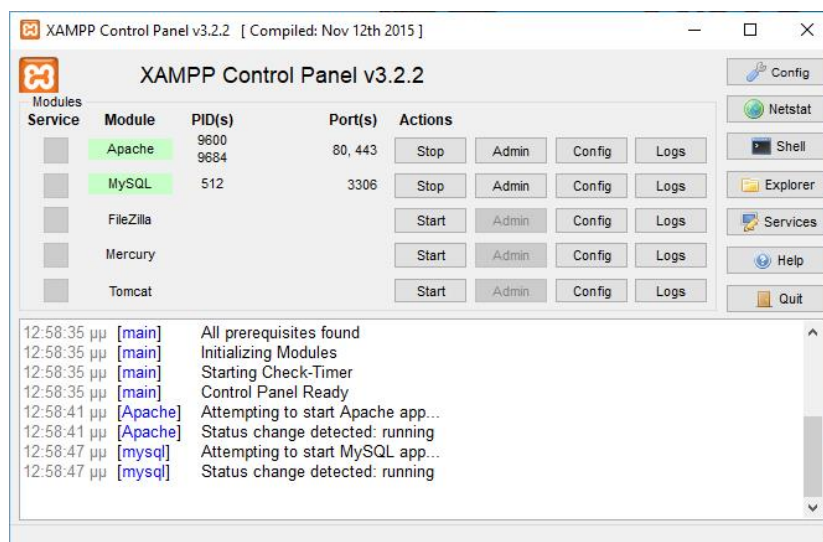 XAMPP Control Panel v3.2.2 [ Compiled: Nov 12th 2015 ]
XAMPP Control Panel v3.2.2
Config
Modules
Netstat
Service Module PID(s) Port(s) Actions
Apache 9600 9684 80, 443 Stop Admin Config Logs
Shell
MySQL 512 3306 Stop Admin Config Logs
Explorer
FileZilla Start Admin Config Logs
Services
Mercury Start Admin Config Logs
Help
Tomcat Start Admin Config Logs
Quit
12:58:35 μμ [main] All prerequisites found
12:58:35 μμ [main] Initializing Modules
12:58:35 μμ [main] Starting Check-Timer
12:58:35 μμ [main] Control Panel Ready
12:58:41 μμ [Apache] Attempting to start Apache app...
12:58:41 μμ [Apache] Status change detected: running
12:58:47 μμ [mysql] Attempting to start MySQL app...
12:58:47 μμ [mysql] Status change detected: running